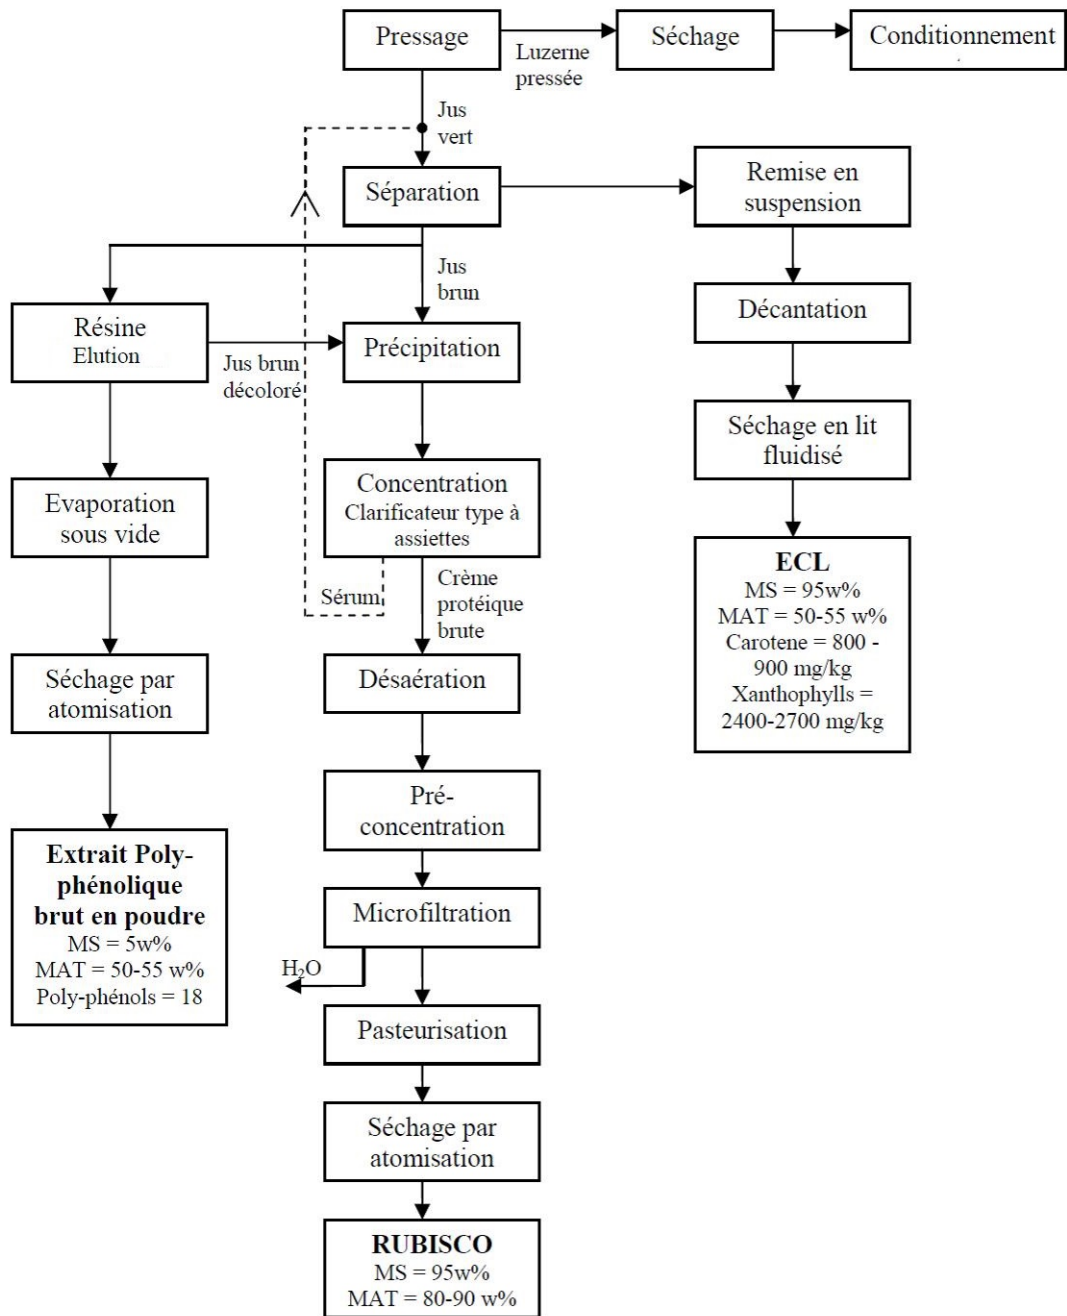 Pressage
Luzerne
pressée
Séchage
Conditionnement
Jus
vert
Séparation
Remise en
suspension
Jus
brun
Résine
Elution
Jus brun
décoloré
Précipitation
Décantation
Séchage en lit
fluidisé
Evaporation
sous vide
Concentration
Clarificateur type à
assiettes
Sérum
Crème
protéique
brute
ECL
MS = 95w%
MAT = 50-55 w%
Carotene = 800 -
900 mg/kg
Xanthophylls =
2400-2700 mg/kg
Séchage par
atomisation
Désaération
Pré-
concentration
Extrait Poly-
phénolique
brut en poudre
MS = 5w%
MAT = 50-55 w%
Poly-phénols = 18
Microfiltration
H₂O
Pasteurisation
Séchage par
atomisation
RUBISCO
MS = 95w%
MAT = 80-90 w%